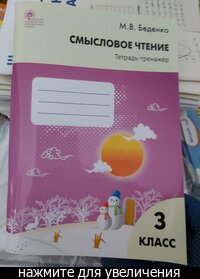 М.В. Беденко
СМЫСЛОВОЕ ЧТЕНИЕ
Тетрадь-тренажёр
3
КЛАСС
нажмите для увеличения